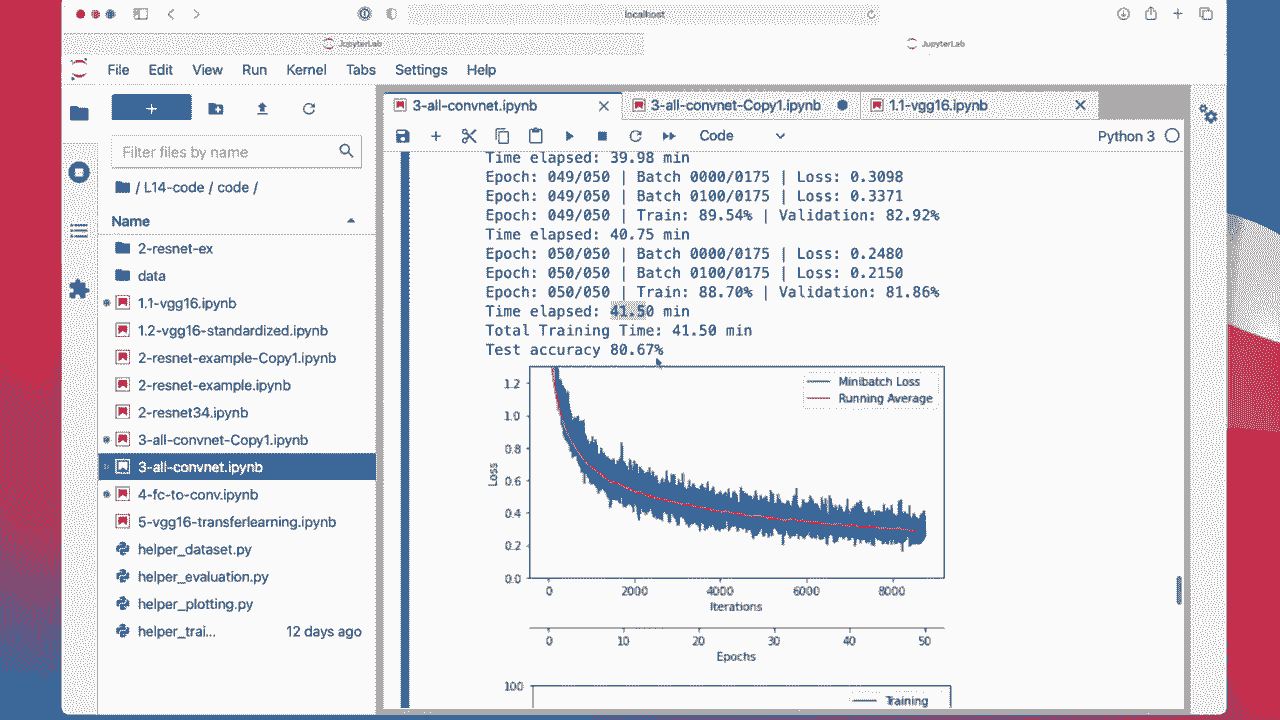 localhost
JupyterLab
JupyterLab
File Edit View Run Kernel Tabs Settings Help
3-all-convnet.ipynb
3-all-convnet-Copy1.ipynb
1.1-vgg16.ipynb
Code
Python 3
Filter files by name
/ L14-code / code /
Name
2-resnet-ex
data
1.1-vgg16.ipynb
1.2-vgg16-standardized.ipynb
2-resnet-example-Copy1.ipynb
2-resnet-example.ipynb
2-resnet34.ipynb
3-all-convnet-Copy1.ipynb
3-all-convnet.ipynb
4-fc-to-conv.ipynb
5-vgg16-transferlearning.ipynb
helper_dataset.py
helper_evaluation.py
helper_plotting.py
helper_trai... 12 days ago
Time elapsed: 39.98 min
Epoch: 049/050 | Batch 0000/0175 | Loss: 0.3098
Epoch: 049/050 | Batch 0100/0175 | Loss: 0.3371
Epoch: 049/050 | Train: 89.54% | Validation: 82.92%
Time elapsed: 40.75 min
Epoch: 050/050 | Batch 0000/0175 | Loss: 0.2480
Epoch: 050/050 | Batch 0100/0175 | Loss: 0.2150
Epoch: 050/050 | Train: 88.70% | Validation: 81.86%
Time elapsed: 41.50 min
Total Training Time: 41.50 min
Test accuracy 80.67%
Minibatch Loss
Running Average
1.2
1.0
0.8
0.6
0.4
0.2
0.0
Loss
0 2000 4000 6000 8000
Iterations
0 10 20 30 40 50
Epochs
100
Training